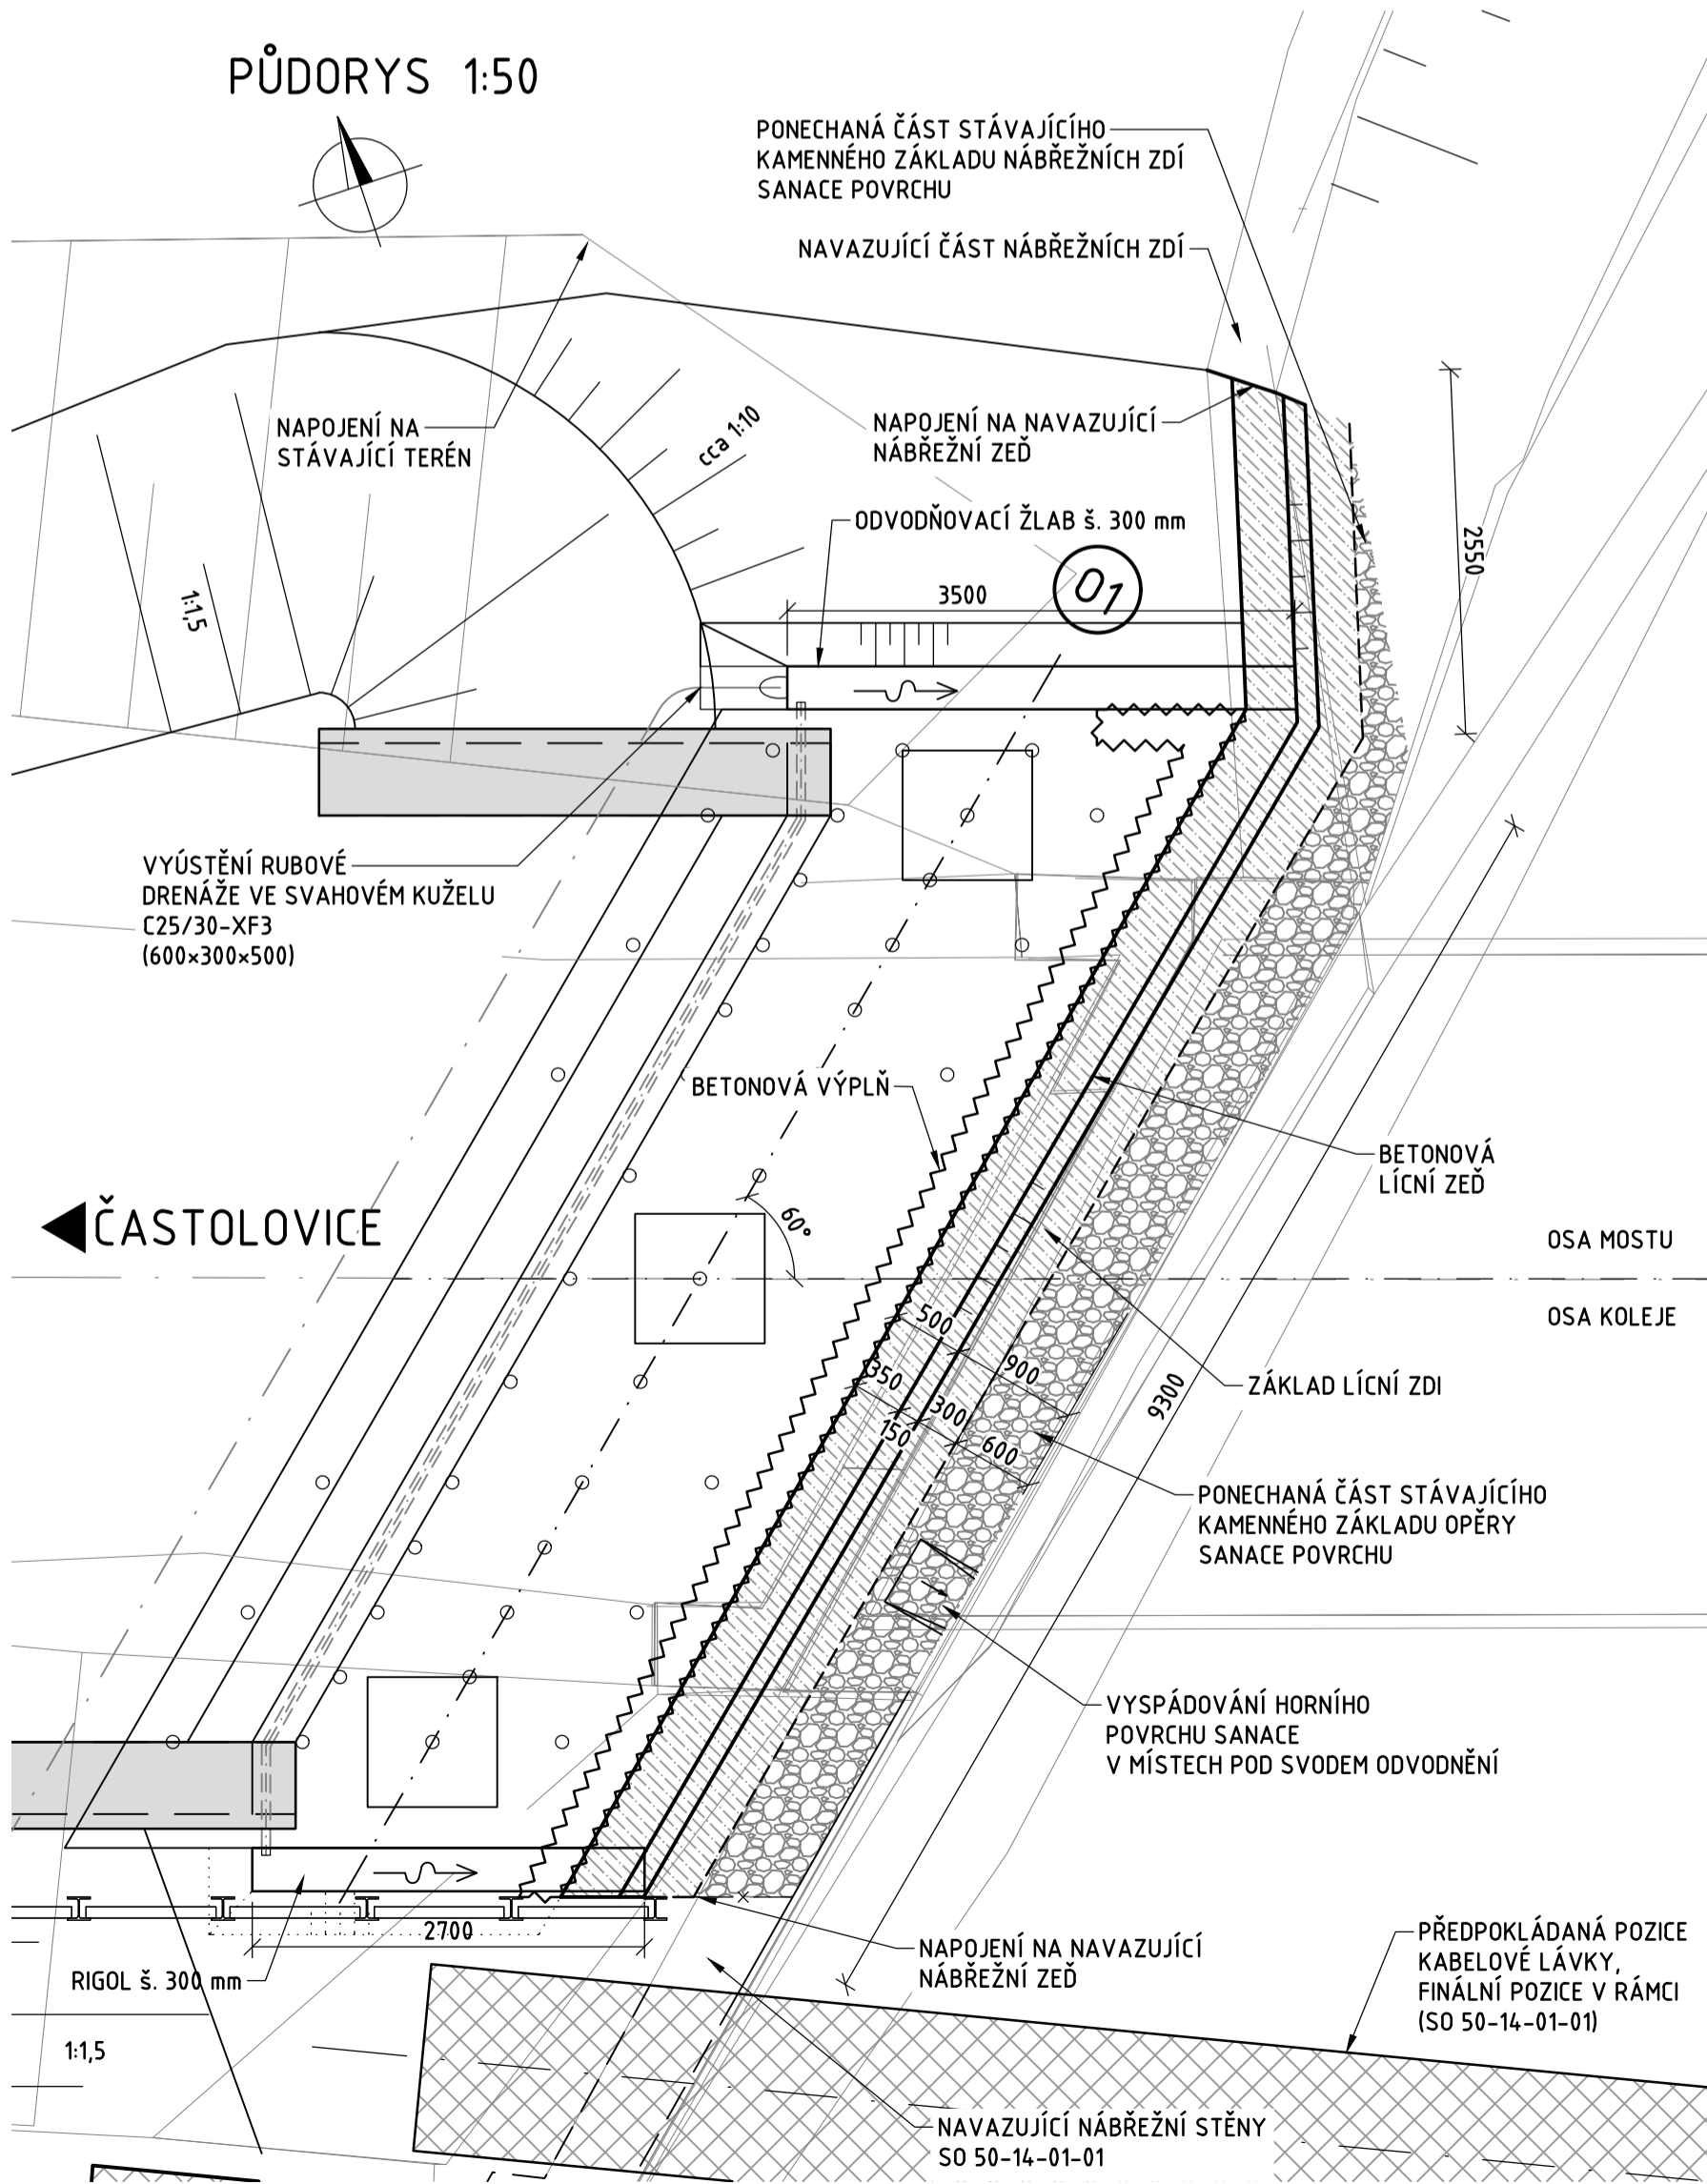 PŮDORYS 1:50
PONECHANÁ ČÁST STÁVAJÍCÍHO
KAMENNÉHO ZÁKLADU NÁBŘEŽNÍCH ZDÍ
SANACE POVRCHU
NAVAZUJÍCÍ ČÁST NÁBŘEŽNÍCH ZDÍ
NAPOJENÍ NA
STÁVAJÍCÍ TERÉN
cca 1:10
NAPOJENÍ NA NAVAZUJÍCÍ
NÁBŘEŽNÍ ZEĎ
ODVODŇOVACÍ ŽLAB š. 300 mm
2550
01
3500
1:1,5
VYÚSTĚNÍ RUBOVÉ
DRENÁŽE VE SVAHOVÉM KUŽELU
C25/30-XF3
(600×300×500)
BETONOVÁ VÝPLŇ
BETONOVÁ
LÍCNÍ ZEĎ
ČASTOLOVICE
60°
OSA MOSTU
OSA KOLEJE
500
900
350
300
150
600
9300
ZÁKLAD LÍCNÍ ZDI
PONECHANÁ ČÁST STÁVAJÍCÍHO
KAMENNÉHO ZÁKLADU OPĚRY
SANACE POVRCHU
VYSPÁDOVÁNÍ HORNÍHO
POVRCHU SANACE
V MÍSTECH POD SVODEM ODVODNĚNÍ
2700
RIGOL š. 300 mm
NAPOJENÍ NA NAVAZUJÍCÍ
NÁBŘEŽNÍ ZEĎ
PŘEDPOKLÁDANÁ POZICE
KABELOVÉ LÁVKY,
FINÁLNÍ POZICE V RÁMCI
(SO 50-14-01-01)
1:1,5
NAVAZUJÍCÍ NÁBŘEŽNÍ STĚNY
SO 50-14-01-01